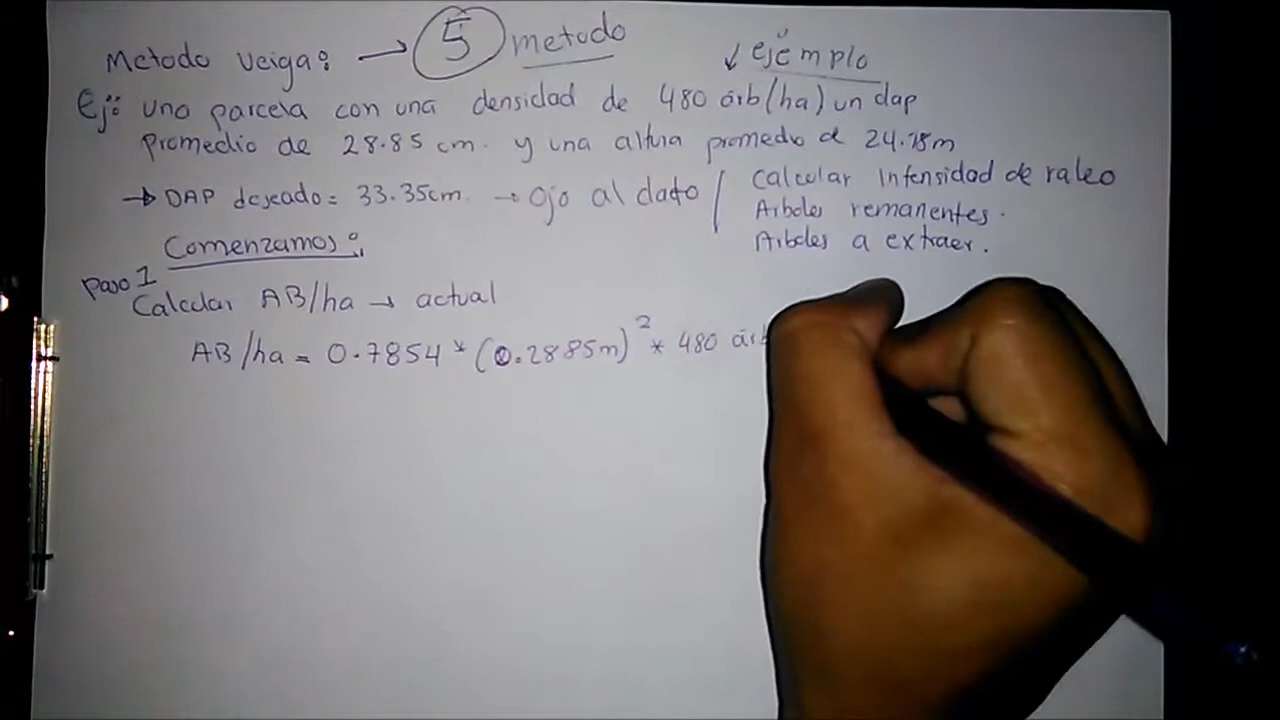 Metodo Veiga: → 5 metodo
↓ ejemplo
Ej: una parcela con una densidad de 480 árb(ha) un dap
promedio de 28.85 cm. y una altura promedio de 24.78m
→ DAP deseado = 33.35cm. → Ojo al dato
Calcular Intensidad de raleo
Arboles remanentes.
Arboles a extraer.
Comenzamos:
Paso 1
Calcular AB/ha → actual
AB/ha = 0.7854 * (0.2885m)² * 480 árb